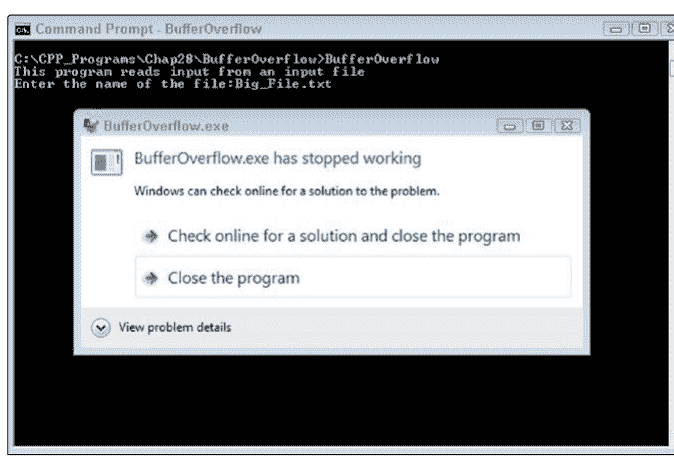 Command Prompt - BufferOverflow
C:\CPP_Programs\Chap28\BufferOverflow>BufferOverflow
This program reads input from an input file
Enter the name of the file:Big_File.txt
BufferOverflow.exe
BufferOverflow.exe has stopped working
Windows can check online for a solution to the problem.
Check online for a solution and close the program
Close the program
View problem details